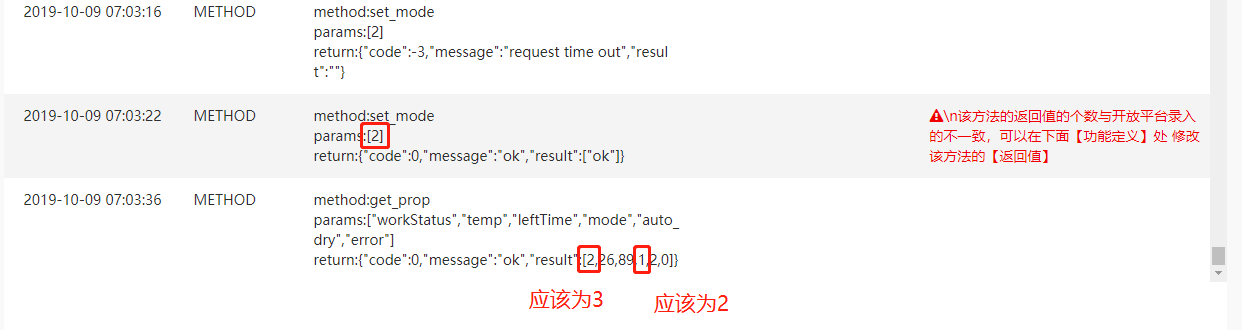 2019-10-09 07:03:16 METHOD method:set_mode
params:[2]
return:{"code":-3,"message":"request time out","resul
t":""}
2019-10-09 07:03:22 METHOD method:set_mode
params:[2]
return:{"code":0,"message":"ok","result":["ok"]}
\n该方法的返回值的个数与开放平台录入
的不一致，可以在下面【功能定义】处 修改
该方法的【返回值】
2019-10-09 07:03:36 METHOD method:get_prop
params:["workStatus","temp","leftTime","mode","auto_
dry","error"]
return:{"code":0,"message":"ok","result":[2,26,89,1,2,0]}
应该为3 应该为2